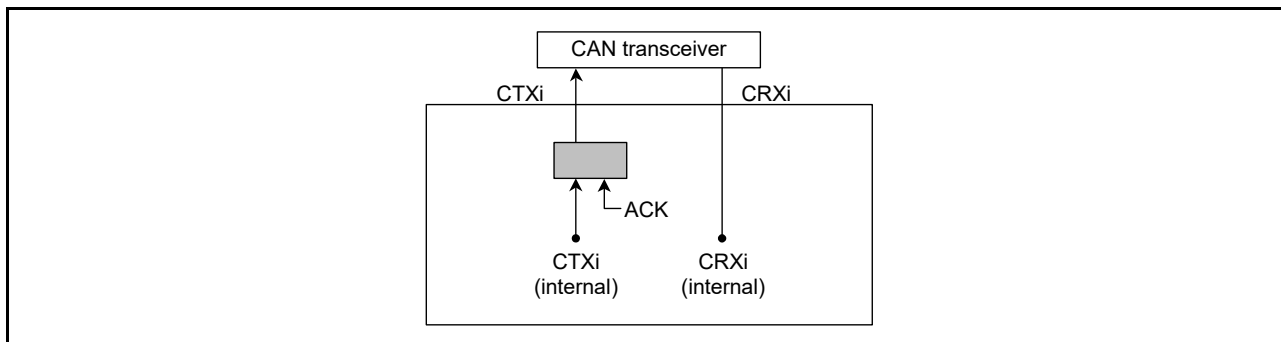 CAN transceiver
CTXi
CRXi
ACK
CTXi
(internal)
CRXi
(internal)